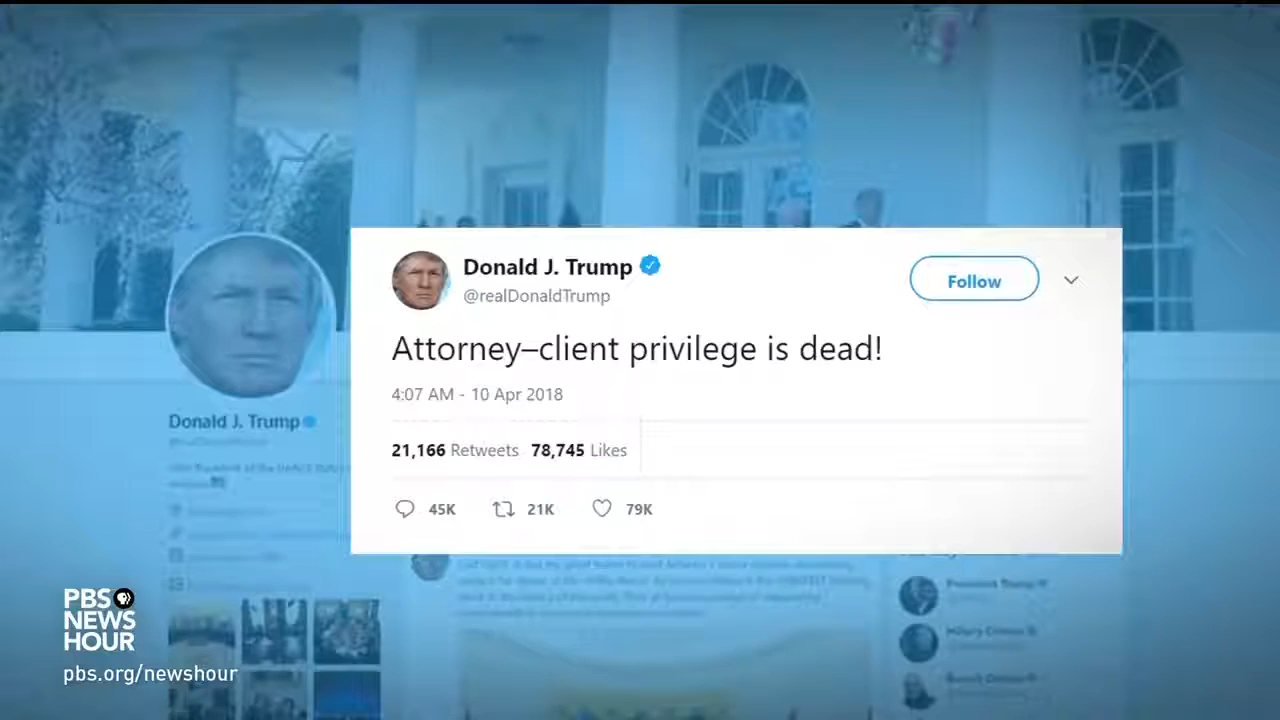 Donald J. Trump
@realDonaldTrump
Follow
Attorney–client privilege is dead!
4:07 AM - 10 Apr 2018
21,166 Retweets 78,745 Likes
45K 21K 79K
Donald J. Trump
PBS
NEWS
HOUR
pbs.org/newshour